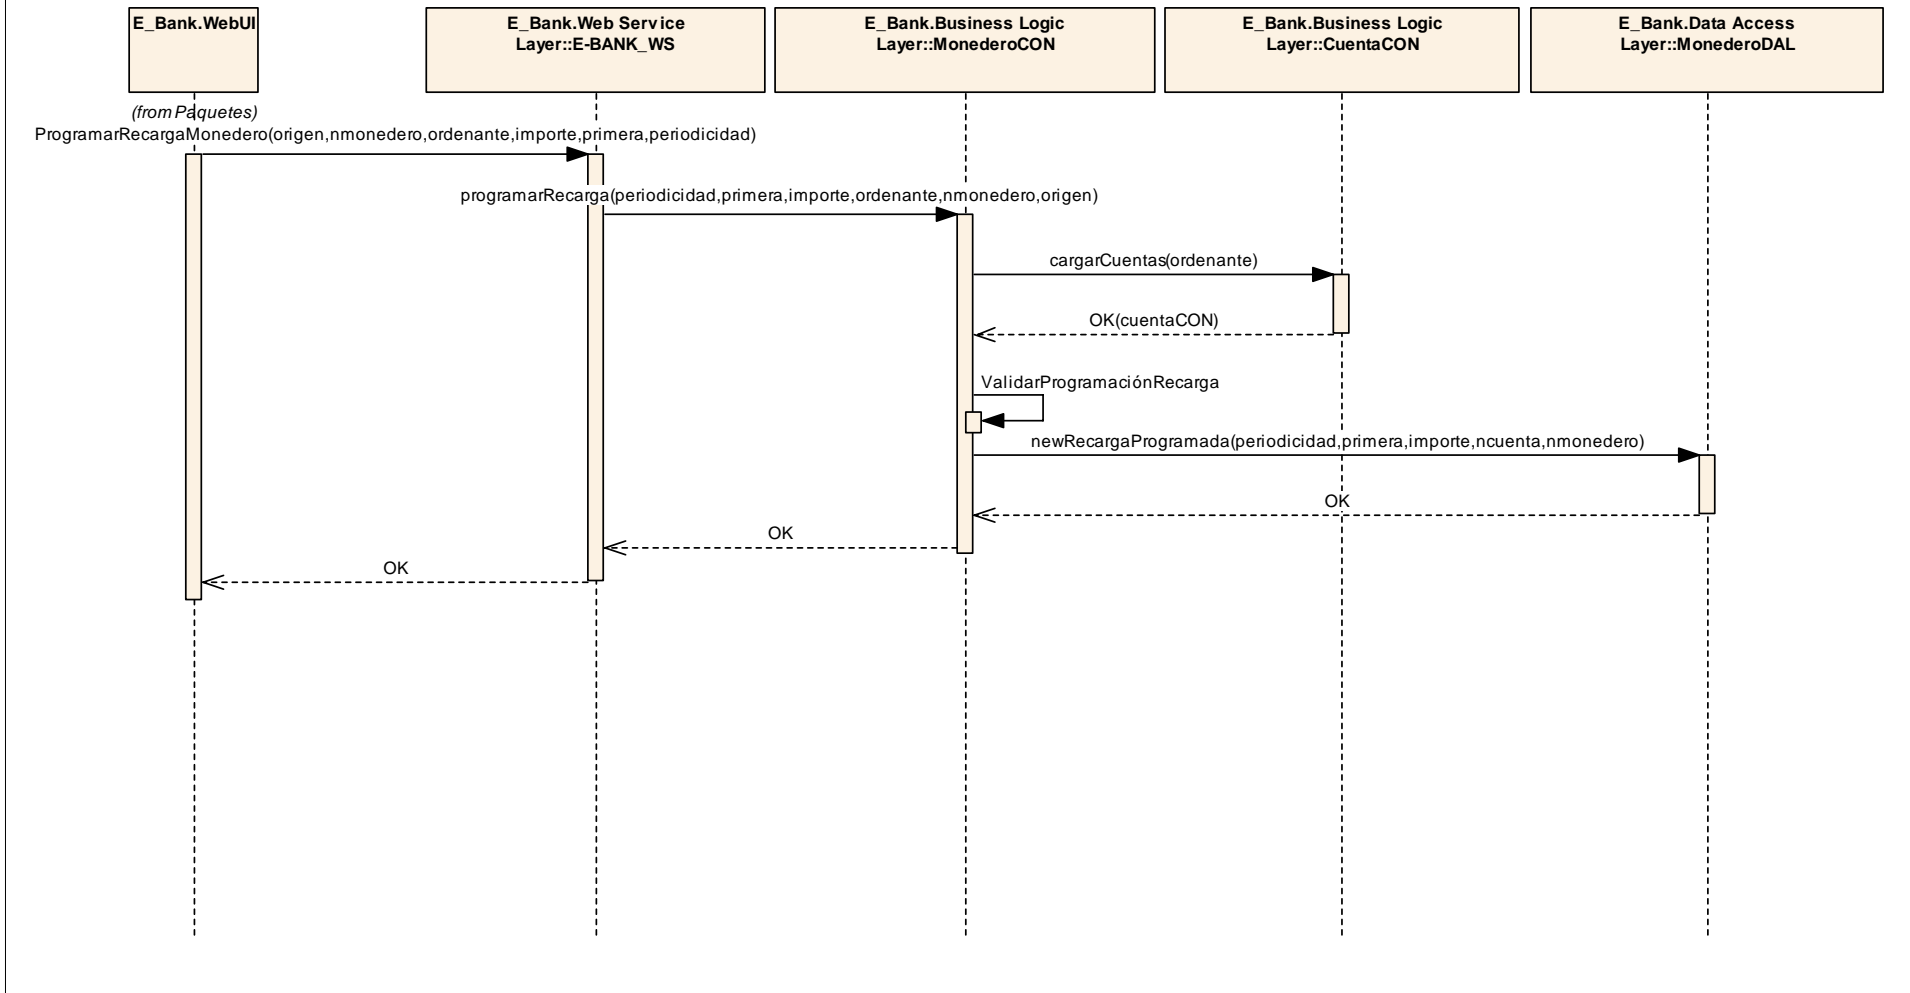 E_Bank.WebUI
E_Bank.Web Service
Layer::E-BANK_WS
E_Bank.Business Logic
Layer::MonederoCON
E_Bank.Business Logic
Layer::CuentaCON
E_Bank.Data Access
Layer::MonederoDAL
(from Paquetes)
ProgramarRecargaMonedero(origen,nmonedero,ordenante,importe,primera,periodicidad)
programarRecarga(periodicidad,primera,importe,ordenante,nmonedero,origen)
cargarCuentas(ordenante)
OK(cuentaCON)
ValidarProgramaciónRecarga
newRecargaProgramada(periodicidad,primera,importe,ncuenta,nmonedero)
OK
OK
OK